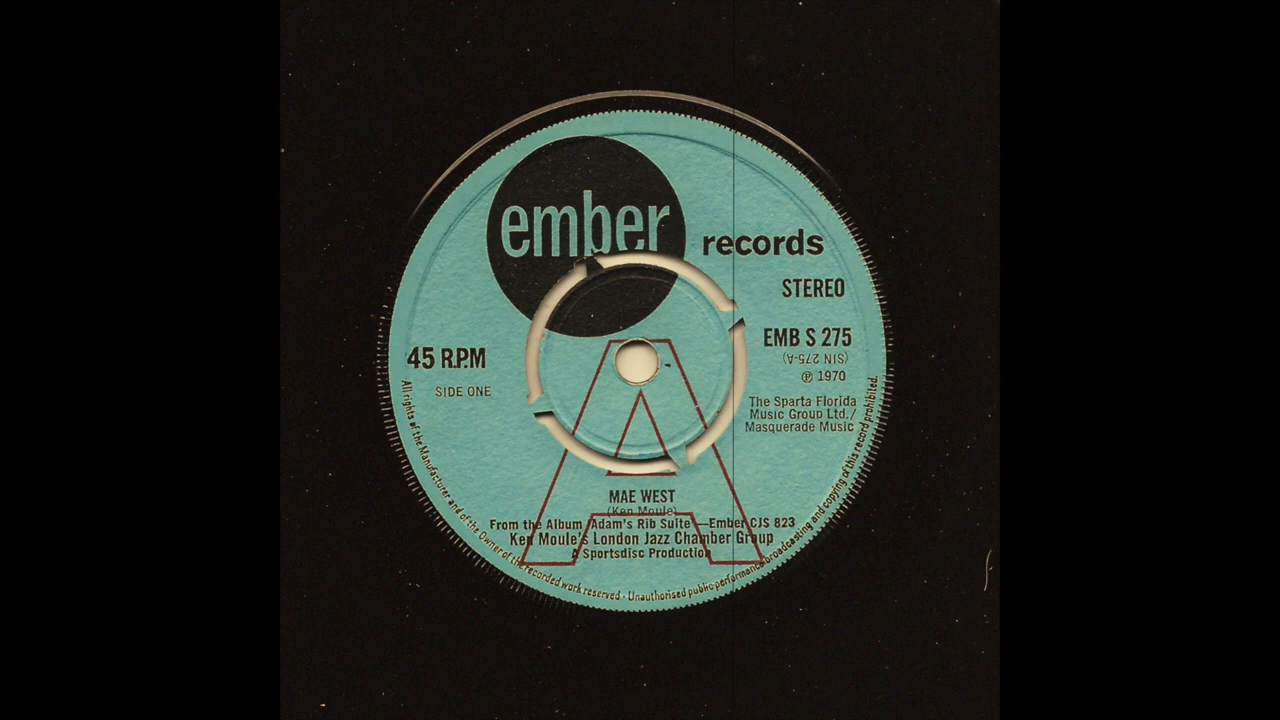 ember
records
STEREO
45 R.P.M
EMB S 275
(SIN 275-A)
℗ 1970
SIDE ONE
The Sparta Florida
Music Group Ltd./
Masquerade Music
A
MAE WEST
(Ken Moule)
From the Album "Adam's Rib Suite"—Ember CJS 823
Ken Moule's London Jazz Chamber Group
A Sportsdisc Production
All rights of the Manufacturer and of the Owner of the recorded work reserved - Unauthorised public performance broadcasting and copying of this record prohibited.